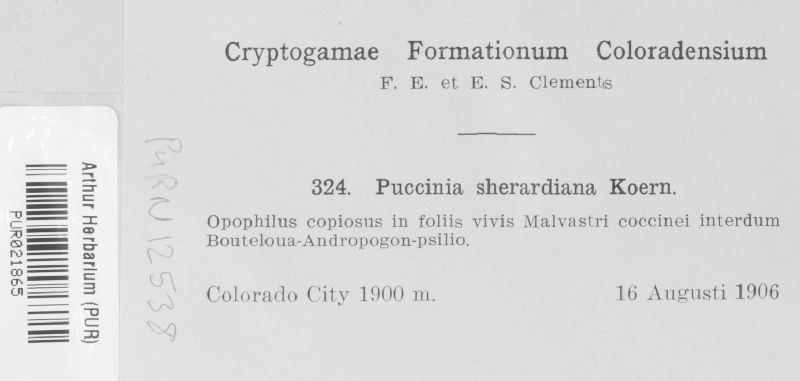 Cryptogamae Formationum Coloradensium
F. E. et E. S. Clements
324. Puccinia sherardiana Koern.
Opophilus copiosus in foliis vivis Malvastri coccinei interdum
Bouteloua-Andropogon-psilio.
Colorado City 1900 m.
16 Augusti 1906
PURN 12538
Arthur Herbarium (PUR)
PUR021865